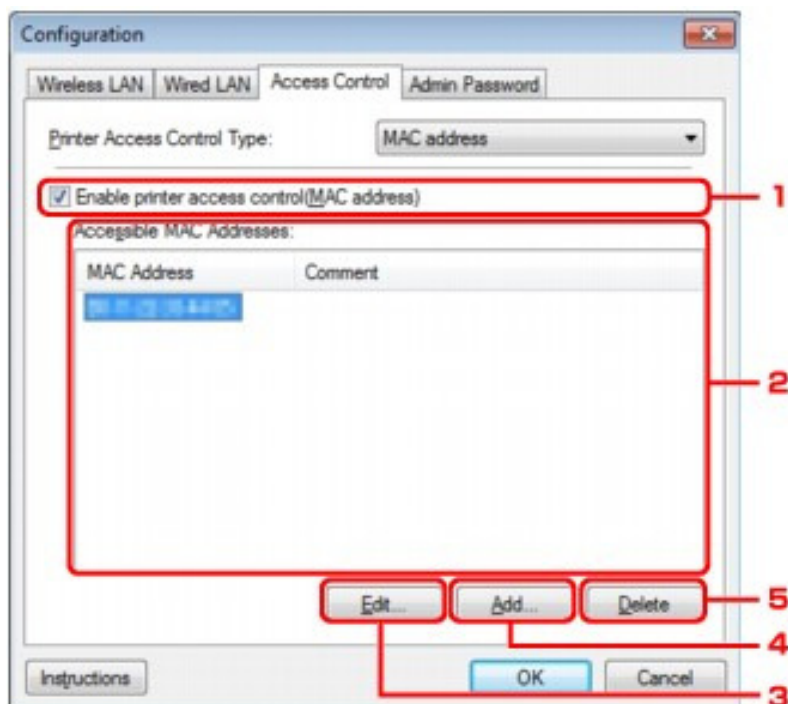 Configuration
Wireless LAN Wired LAN Access Control Admin Password
Printer Access Control Type: MAC address
Enable printer access control(MAC address) 1
Accessible MAC Addresses:
MAC Address Comment
2
Edit... Add... Delete 5
4
Instructions OK Cancel
3